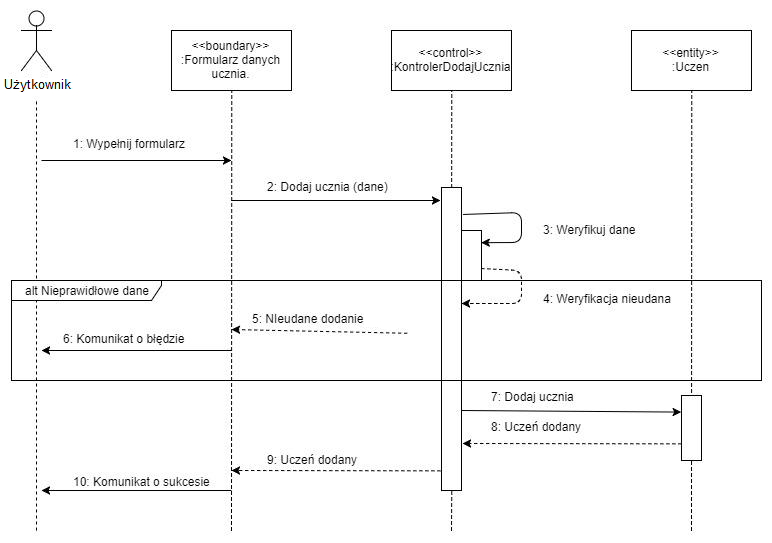 Użytkownik
<<boundary>>
:Formularz danych
ucznia.
<<control>>
:KontrolerDodajUcznia
<<entity>>
:Uczen
1: Wypełnij formularz
2: Dodaj ucznia (dane)
3: Weryfikuj dane
alt Nieprawidłowe dane
4: Weryfikacja nieudana
5: NIeudane dodanie
6: Komunikat o błędzie
7: Dodaj ucznia
8: Uczeń dodany
9: Uczeń dodany
10: Komunikat o sukcesie